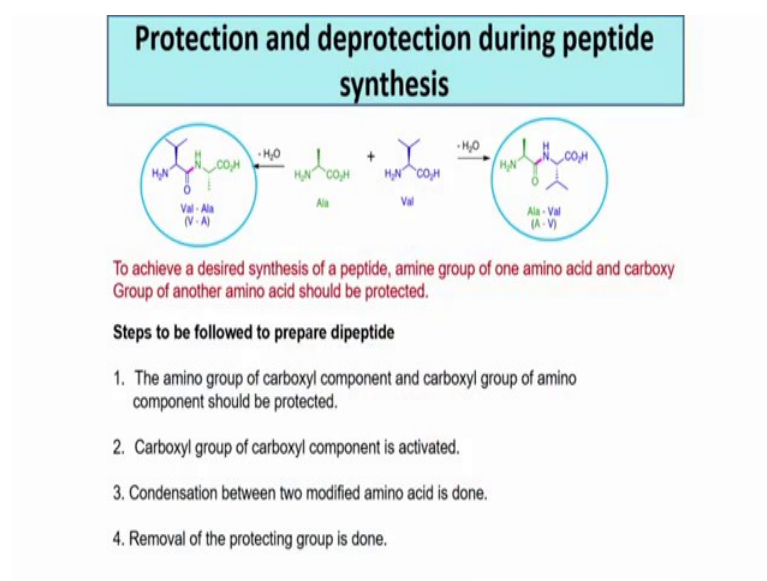 Protection and deprotection during peptide
synthesis
H₂N
H
N
CO₂H
O
Val - Ala
(V - A)
- H₂O
H₂N
CO₂H
Ala
+
H₂N
CO₂H
Val
- H₂O
H₂N
H
N
CO₂H
O
Ala - Val
(A - V)
To achieve a desired synthesis of a peptide, amine group of one amino acid and carboxy
Group of another amino acid should be protected.
Steps to be followed to prepare dipeptide
1. The amino group of carboxyl component and carboxyl group of amino
component should be protected.
2. Carboxyl group of carboxyl component is activated.
3. Condensation between two modified amino acid is done.
4. Removal of the protecting group is done.